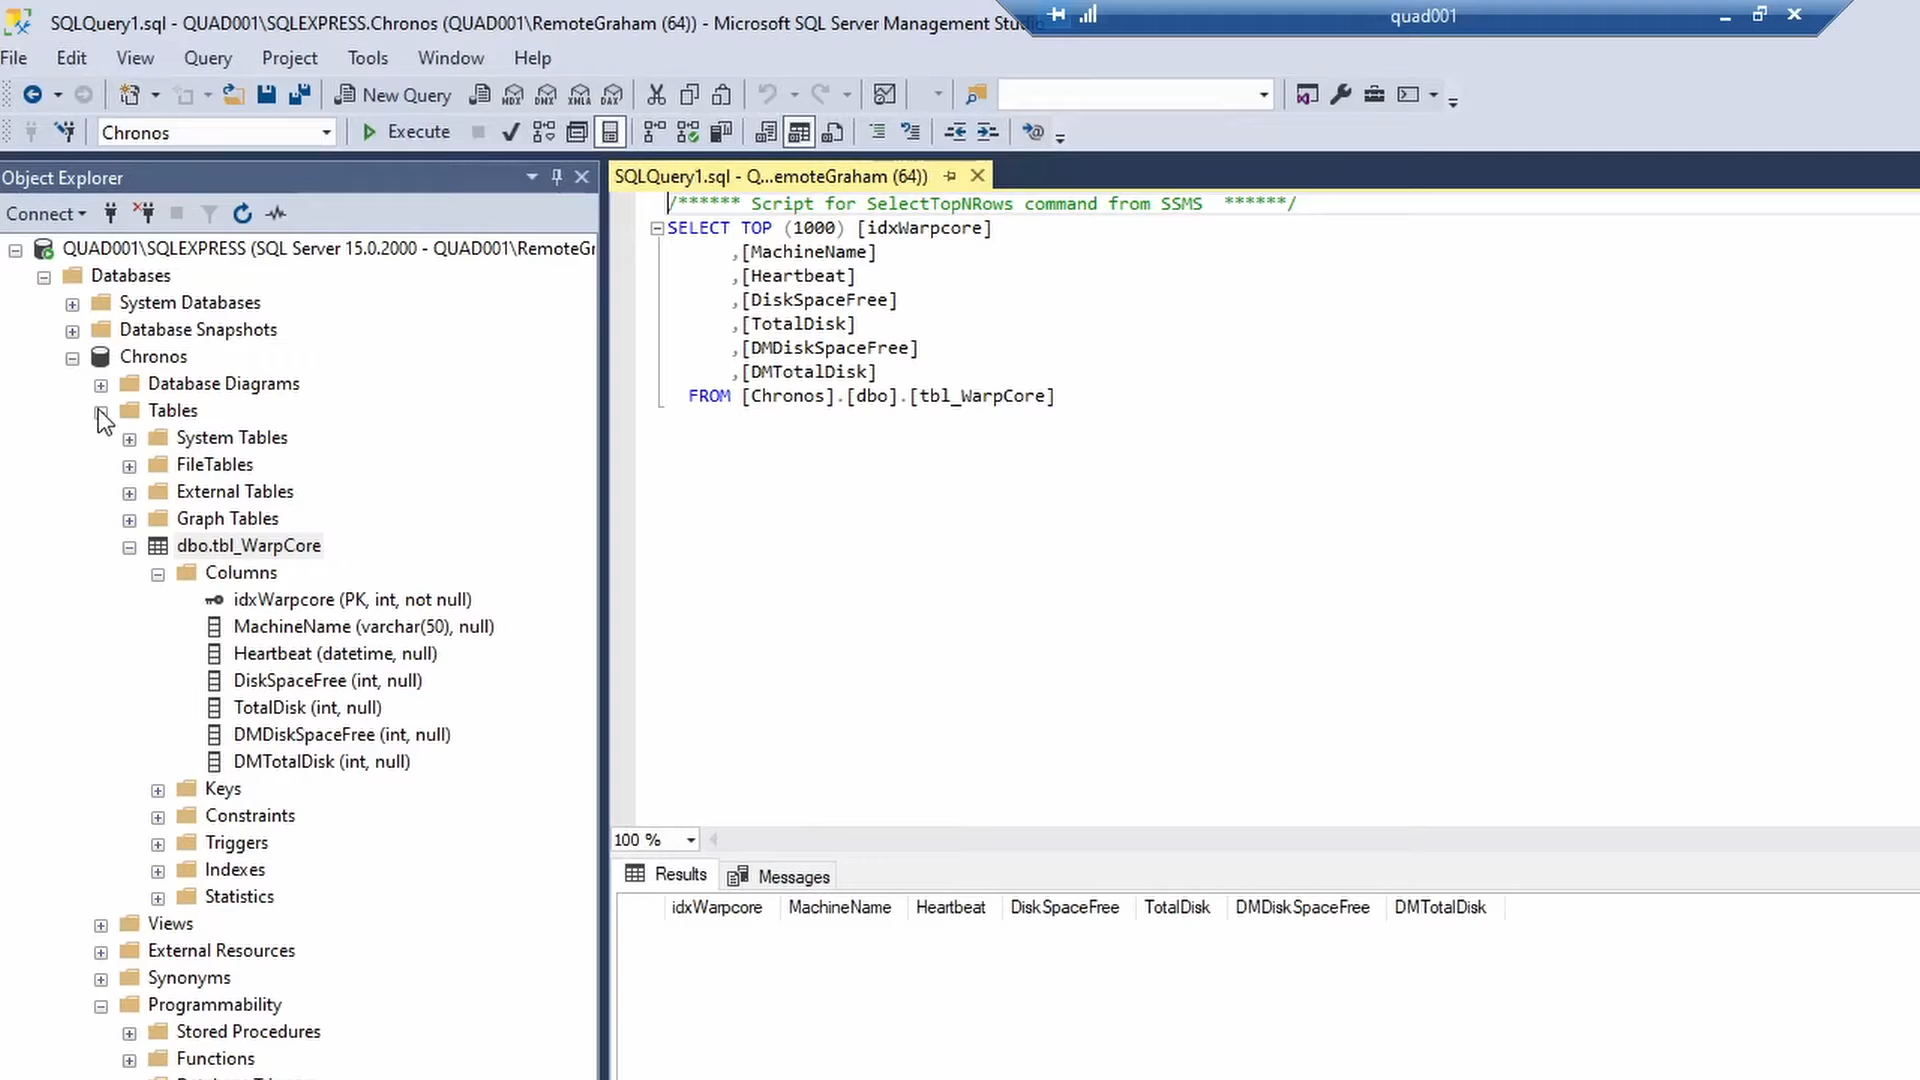 SQLQuery1.sql - QUAD001\SQLEXPRESS.Chronos (QUAD001\RemoteGraham (64)) - Microsoft SQL Server Management Studio
quad001
File Edit View Query Project Tools Window Help
New Query MDX DMX XMLA DAX
Chronos Execute
Object Explorer
Connect
QUAD001\SQLEXPRESS (SQL Server 15.0.2000 - QUAD001\RemoteGr
Databases
System Databases
Database Snapshots
Chronos
Database Diagrams
Tables
System Tables
FileTables
External Tables
Graph Tables
dbo.tbl_WarpCore
Columns
idxWarpcore (PK, int, not null)
MachineName (varchar(50), null)
Heartbeat (datetime, null)
DiskSpaceFree (int, null)
TotalDisk (int, null)
DMDiskSpaceFree (int, null)
DMTotalDisk (int, null)
Keys
Constraints
Triggers
Indexes
Statistics
Views
External Resources
Synonyms
Programmability
Stored Procedures
Functions
SQLQuery1.sql - Q...emoteGraham (64))
/****** Script for SelectTopNRows command from SSMS ******/
SELECT TOP (1000) [idxWarpcore]
,[MachineName]
,[Heartbeat]
,[DiskSpaceFree]
,[TotalDisk]
,[DMDiskSpaceFree]
,[DMTotalDisk]
FROM [Chronos].[dbo].[tbl_WarpCore]
100 %
Results Messages
idxWarpcore MachineName Heartbeat DiskSpaceFree TotalDisk DMDiskSpaceFree DMTotalDisk